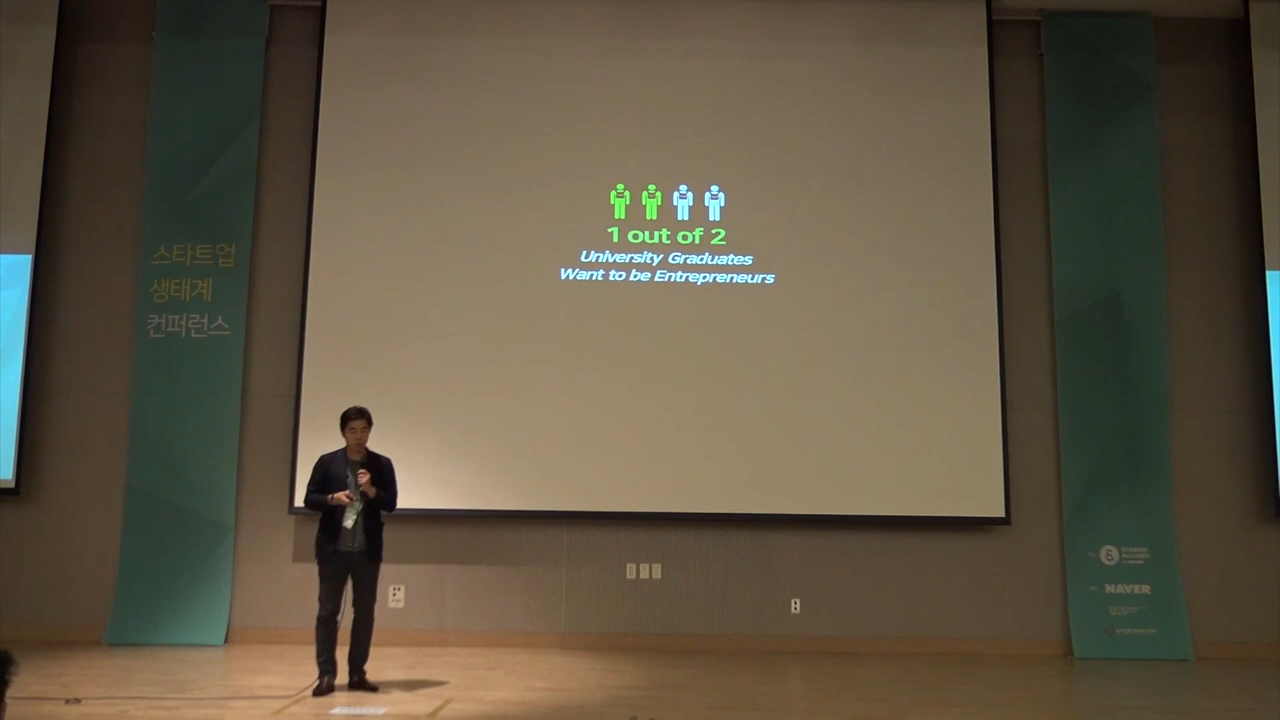 스타트업
생태계
컨퍼런스
1 out of 2
University Graduates
Want to be Entrepreneurs
NAVER